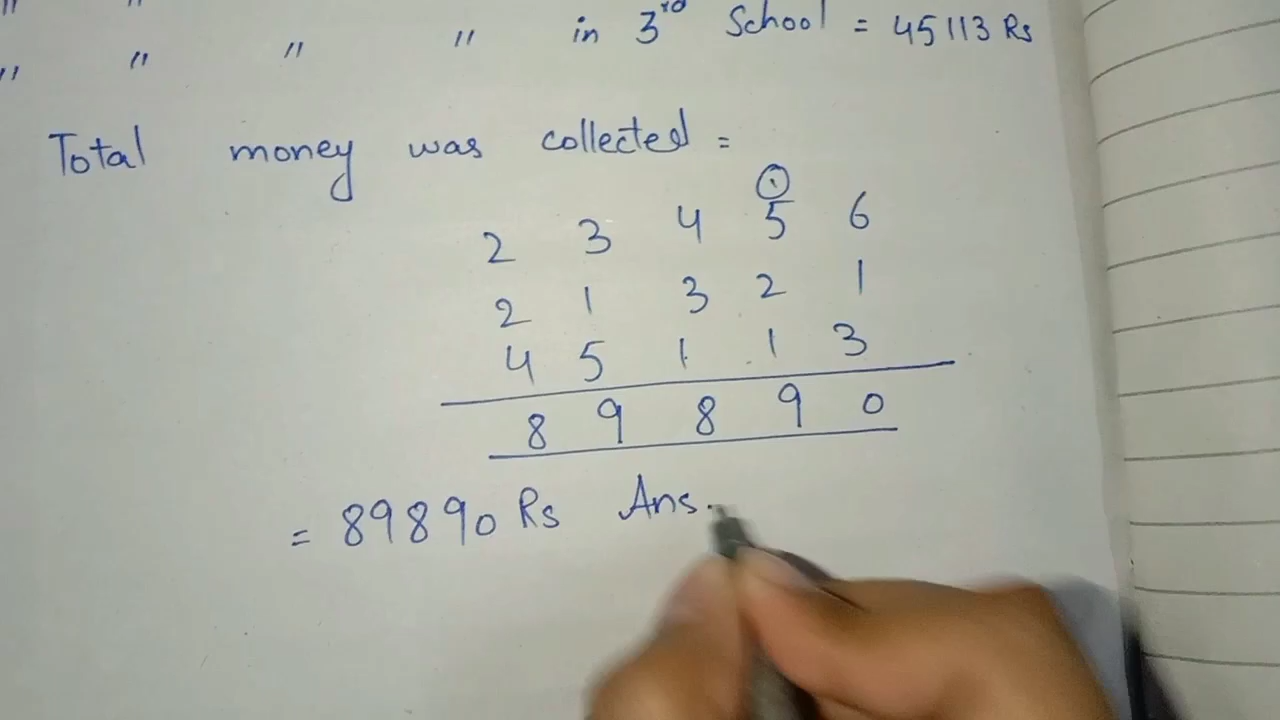 " " " in 3rd School = 45113 Rs
" " "
Total money was collected =
1
2 3 4 5 6
2 1 3 2 1
4 5 1 1 3
8 9 8 9 0
= 89890 Rs Ans.